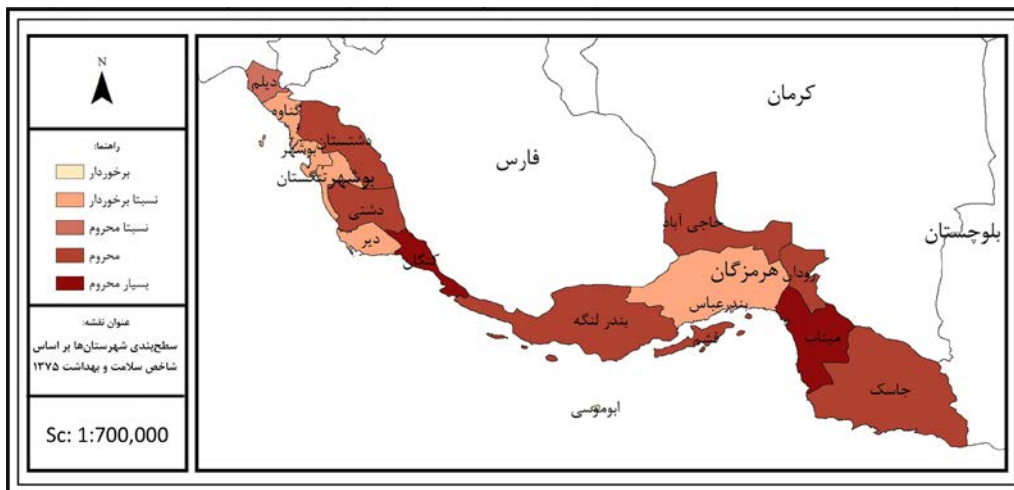 N
راهنما:
برخوردار
نسبتا برخوردار
نسبتا محروم
محروم
بسیار محروم
عنوان نقشه:
سطح‌بندی شهرستان‌ها بر اساس
شاخص سلامت و بهداشت ۱۳۷۵
Sc: 1:700,000
دیلم
گناوه
دشتستان
بوشهر
بوشهر
تنگستان
دشتی
دیر
کنگان
فارس
کرمان
بلوچستان
حاجی آباد
رودان
هرمزگان
بندرعباس
بندر لنگه
قشم
میناب
جاسک
ابوموسی